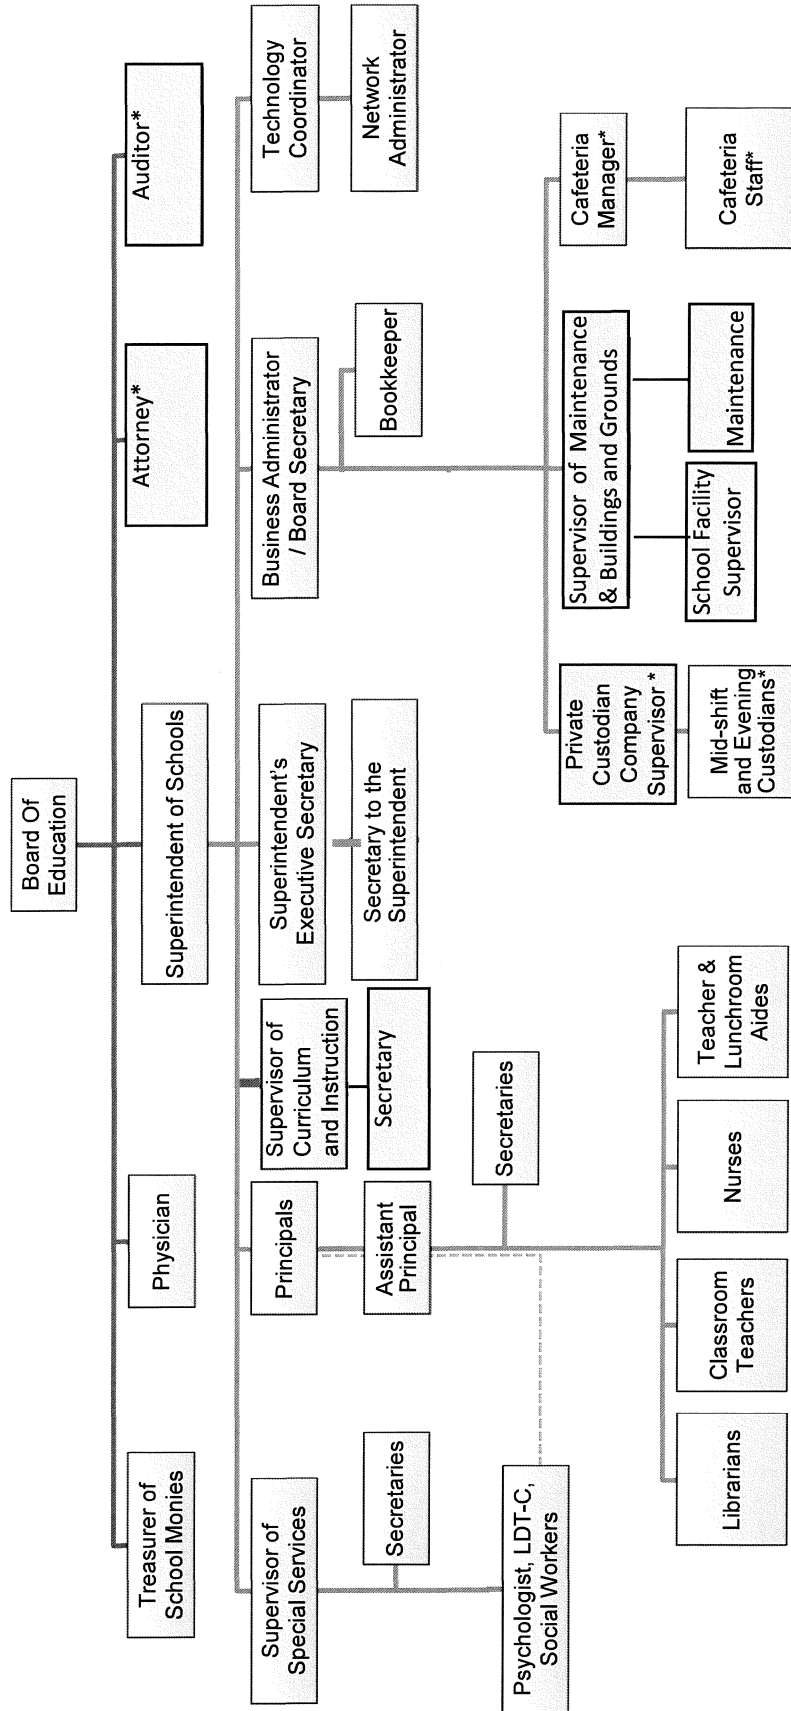 Board Of
Education
Treasurer of
School Monies
Physician
Superintendent of Schools
Attorney*
Auditor*
Supervisor of
Special Services
Principals
Supervisor of
Curriculum
and Instruction
Superintendent's
Executive Secretary
Business Administrator
/ Board Secretary
Technology
Coordinator
Secretaries
Assistant
Principal
Secretary
Secretary to the
Superintendent
Bookkeeper
Network
Administrator
Psychologist, LDT-C,
Social Workers
Secretaries
Private
Custodian
Company
Supervisor *
Supervisor of Maintenance
& Buildings and Grounds
Cafeteria
Manager*
Librarians
Classroom
Teachers
Nurses
Teacher &
Lunchroom
Aides
Mid-shift
and Evening
Custodians*
School Facility
Supervisor
Maintenance
Cafeteria
Staff*